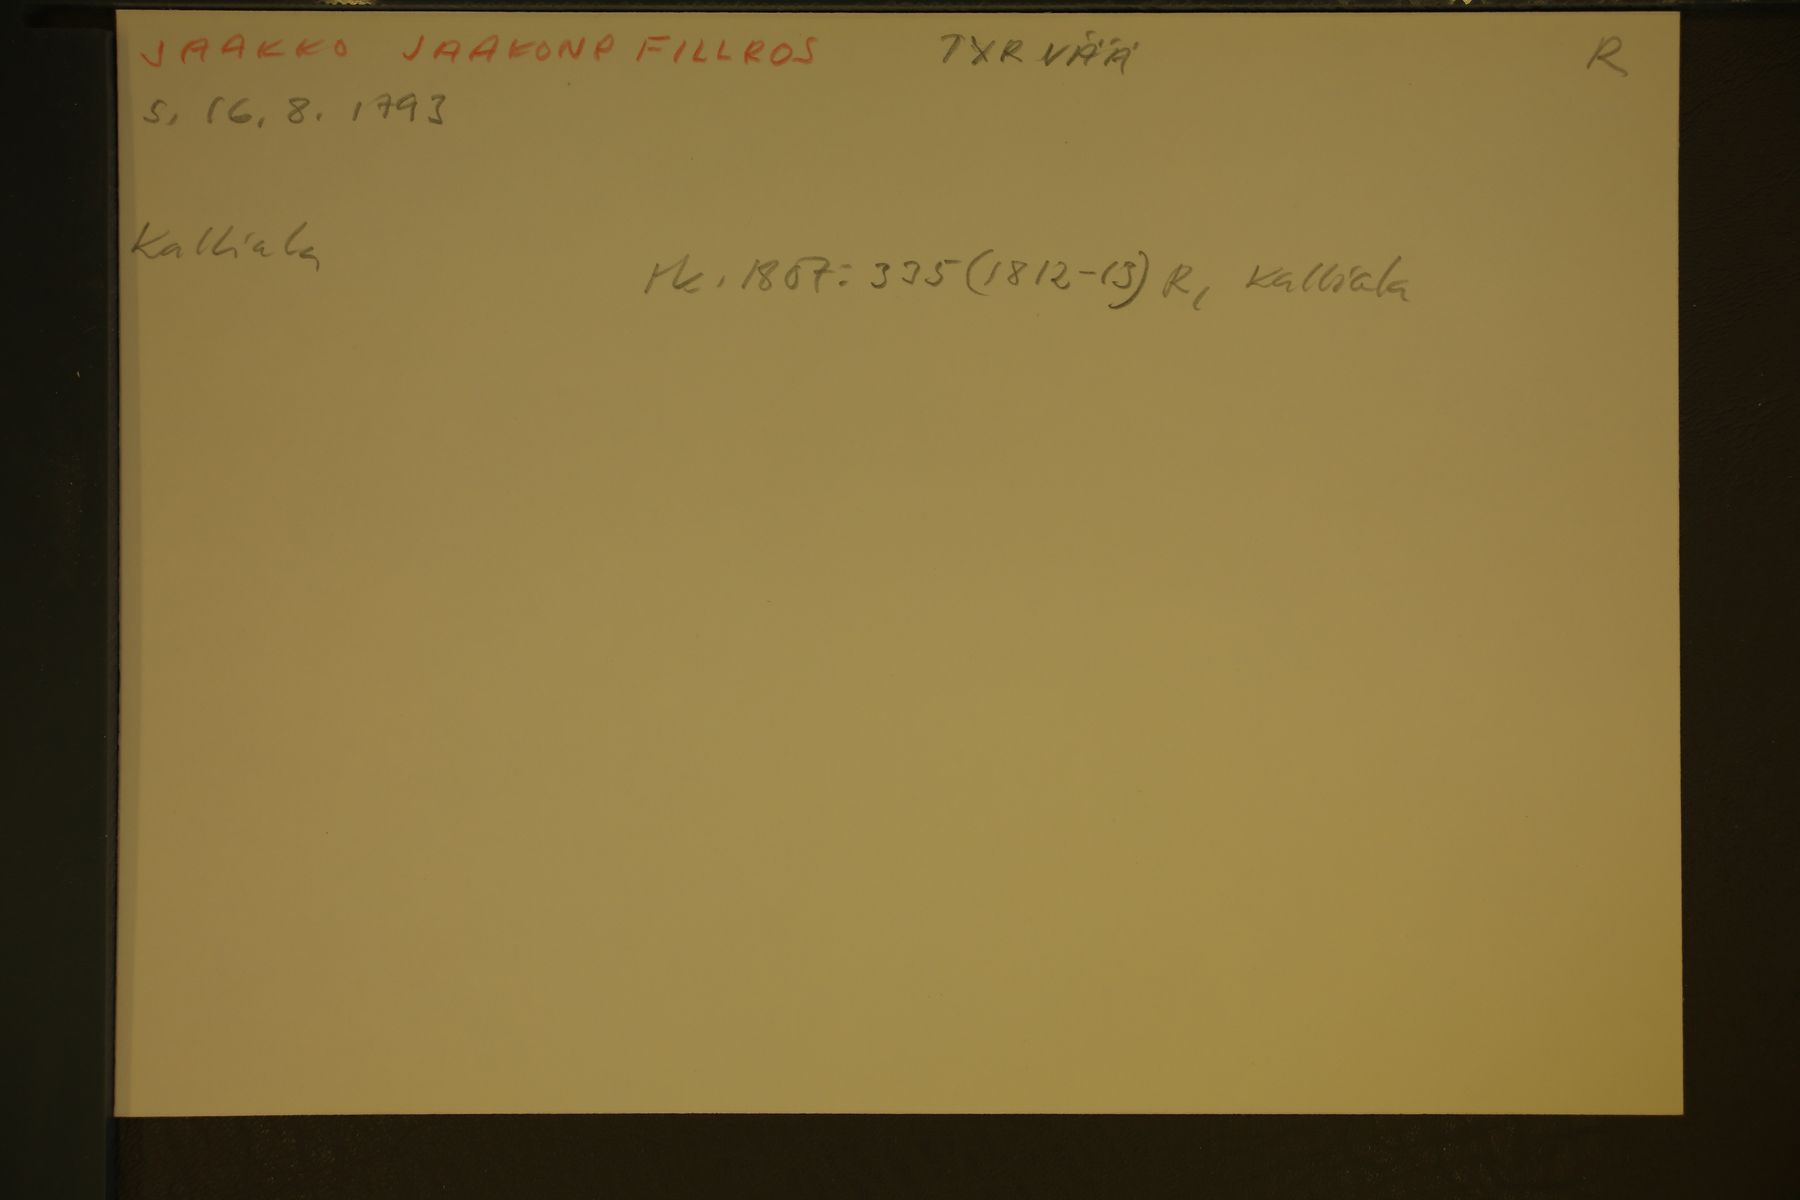 JAAKKO JAAKONP FILLROS TYRVÄÄ R
s. 16. 8. 1793
Kalliala
rk. 1807: 335 (1812-13) R, Kalliala